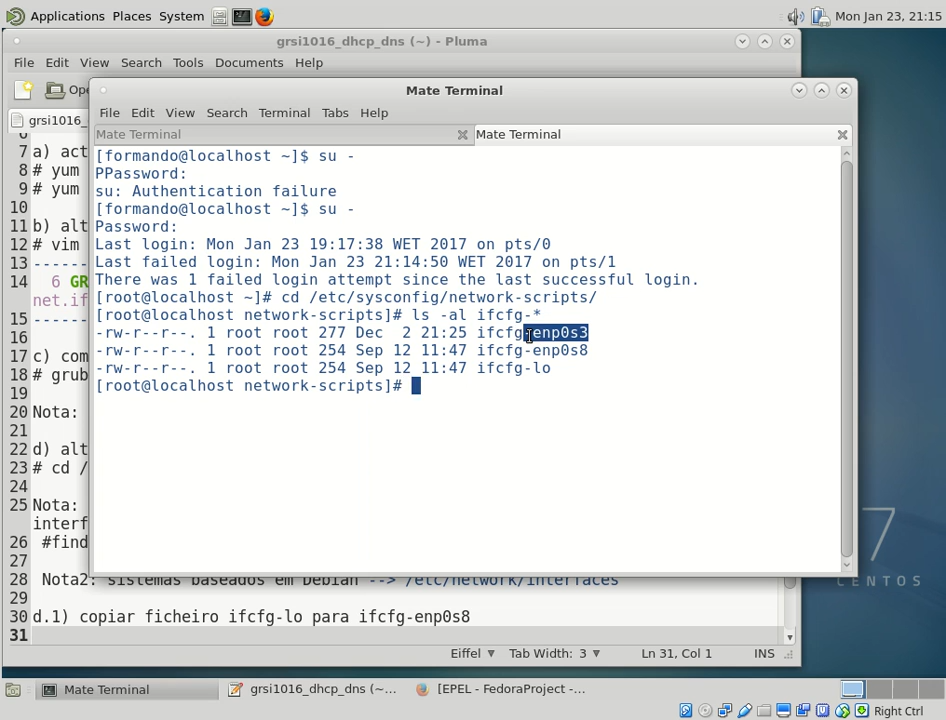 Applications Places System
Mon Jan 23, 21:15
grsi1016_dhcp_dns (~) - Pluma
File Edit View Search Tools Documents Help
Ope
grsi1016_
Mate Terminal
File Edit View Search Terminal Tabs Help
Mate Terminal
Mate Terminal
[formando@localhost ~]$ su -
PPassword:
su: Authentication failure
[formando@localhost ~]$ su -
Password:
Last login: Mon Jan 23 19:17:38 WET 2017 on pts/0
Last failed login: Mon Jan 23 21:14:50 WET 2017 on pts/1
There was 1 failed login attempt since the last successful login.
[root@localhost ~]# cd /etc/sysconfig/network-scripts/
[root@localhost network-scripts]# ls -al ifcfg-*
-rw-r--r--. 1 root root 277 Dec  2 21:25 ifcfg-enp0s3
-rw-r--r--. 1 root root 254 Sep 12 11:47 ifcfg-enp0s8
-rw-r--r--. 1 root root 254 Sep 12 11:47 ifcfg-lo
[root@localhost network-scripts]#
7 a) act
8 # yum
9 # yum
10
11 b) alt
12 # vim
13 -----
14 6 GR
net.if
15 -----
16
17 c) com
18 # grub
19
20 Nota:
21
22 d) alt
23 # cd /
24
25 Nota:
interf
26 #find
27
28 Nota2: sistemas baseados em Debian --> /etc/network/interfaces
29
30 d.1) copiar ficheiro ifcfg-lo para ifcfg-enp0s8
31
Eiffel Tab Width: 3 Ln 31, Col 1 INS
7
CENTOS
Mate Terminal
grsi1016_dhcp_dns (~...
[EPEL - FedoraProject -...
Right Ctrl